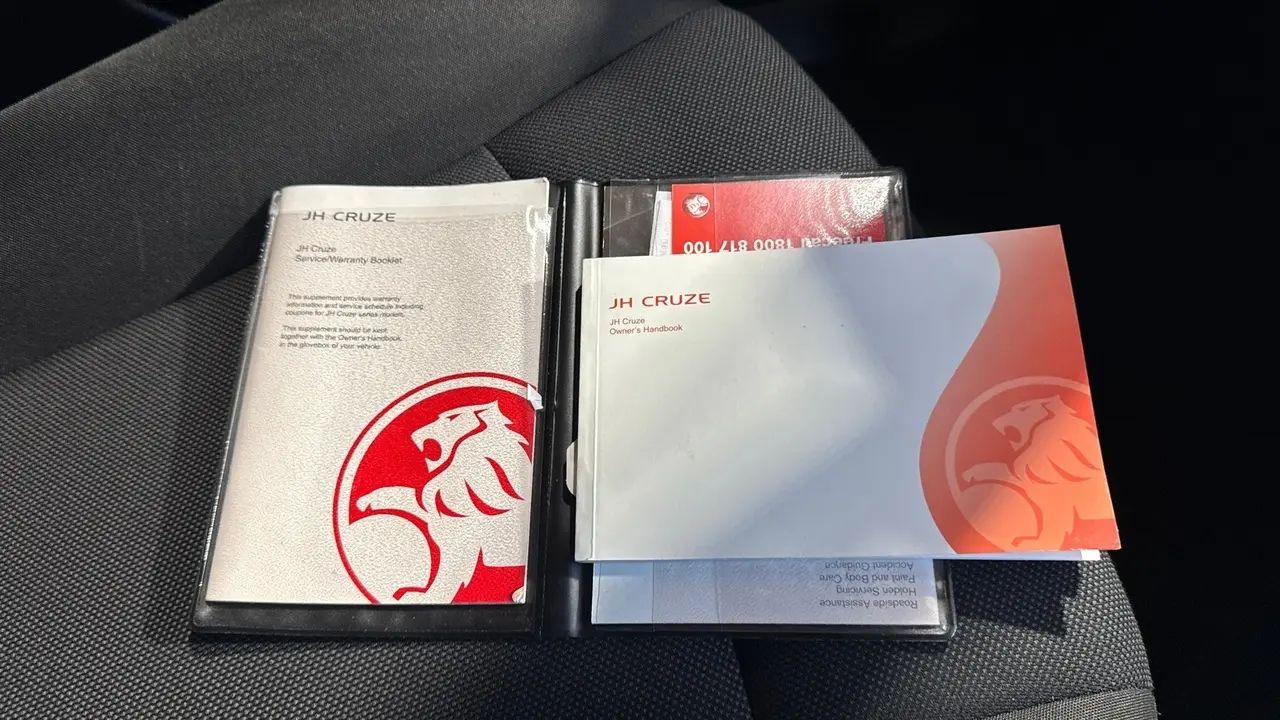 JH CRUZE
JH Cruze
Service/Warranty Booklet
This supplement provides warranty
information and service schedule including
coupons for JH Cruze series models.
This supplement should be kept
together with the Owner's Handbook
in the glovebox of your vehicle.
Freecall 1800 817 100
JH CRUZE
JH Cruze
Owner's Handbook
Roadside Assistance
Holden Servicing
Paint and Body Care
Accident Guidance